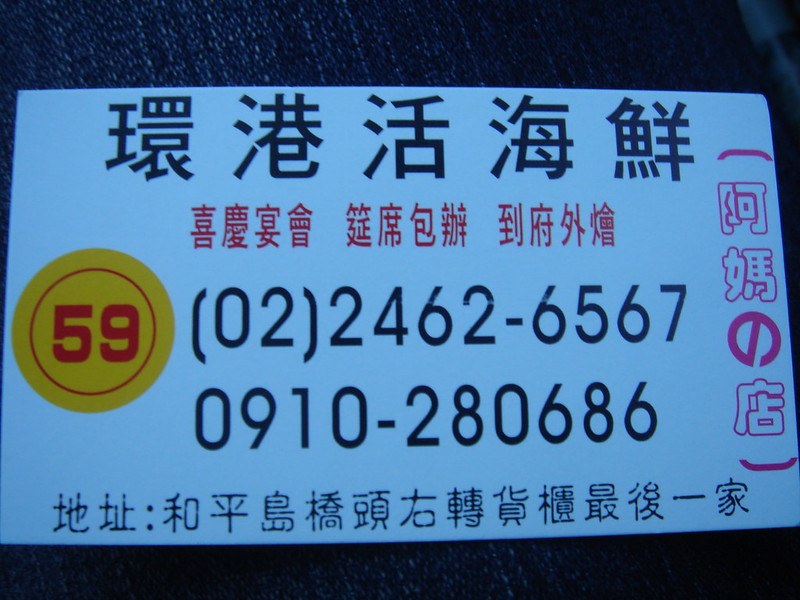 環港活海鮮
(阿媽の店)
喜慶宴會 筵席包辦 到府外燴
59
(02)2462-6567
0910-280686
地址:和平島橋頭右轉貨櫃最後一家